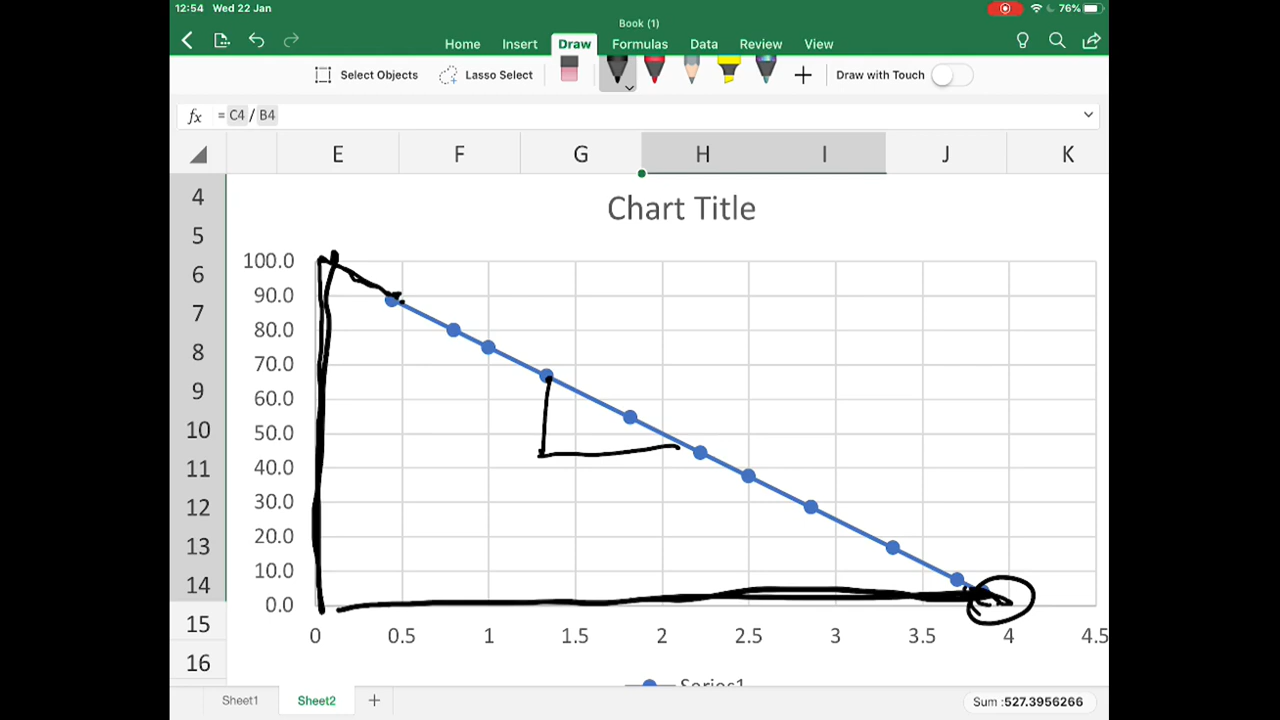 12:54 Wed 22 Jan 76%
Book (1)
Home Insert Draw Formulas Data Review View
Select Objects Lasso Select Draw with Touch
fx = C4 / B4
E F G H I J K
4
5
6
7
8
9
10
11
12
13
14
15
16
Chart Title
100.0
90.0
80.0
70.0
60.0
50.0
40.0
30.0
20.0
10.0
0.0
0 0.5 1 1.5 2 2.5 3 3.5 4 4.5
Series1
Sheet1 Sheet2 Sum :527.3956266